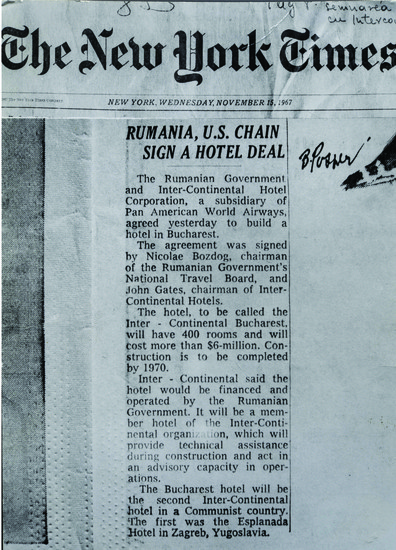 The New York Times
NEW YORK, WEDNESDAY, NOVEMBER 15, 1967
RUMANIA, U.S. CHAIN
SIGN A HOTEL DEAL
The Rumanian Government
and Inter-Continental Hotel
Corporation, a subsidiary of
Pan American World Airways,
agreed yesterday to build a
hotel in Bucharest.
The agreement was signed
by Nicolae Bozdog, chairman
of the Rumanian Government's
National Travel Board, and
John Gates, chairman of Inter-
Continental Hotels.
The hotel, to be called the
Inter - Continental Bucharest,
will have 400 rooms and will
cost more than $6-million. Con-
struction is to be completed
by 1970.
Inter - Continental said the
hotel would be financed and
operated by the Rumanian
Government. It will be a mem-
ber hotel of the Inter-Conti-
nental organization, which will
provide technical assistance
during construction and act in
an advisory capacity in oper-
ations.
The Bucharest hotel will be
the second Inter-Continental
hotel in a Communist country.
The first was the Esplanada
Hotel in Zagreb, Yugoslavia.